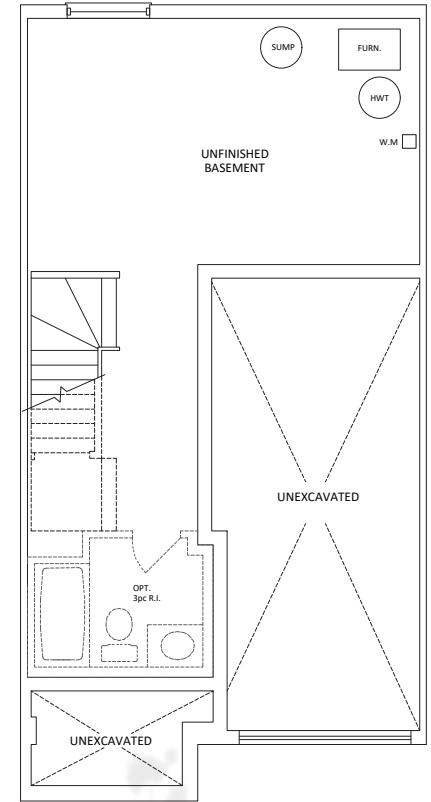 SUMP
FURN.
HWT
W.M
UNFINISHED
BASEMENT
UNEXCAVATED
OPT.
3pc R.I.
UNEXCAVATED